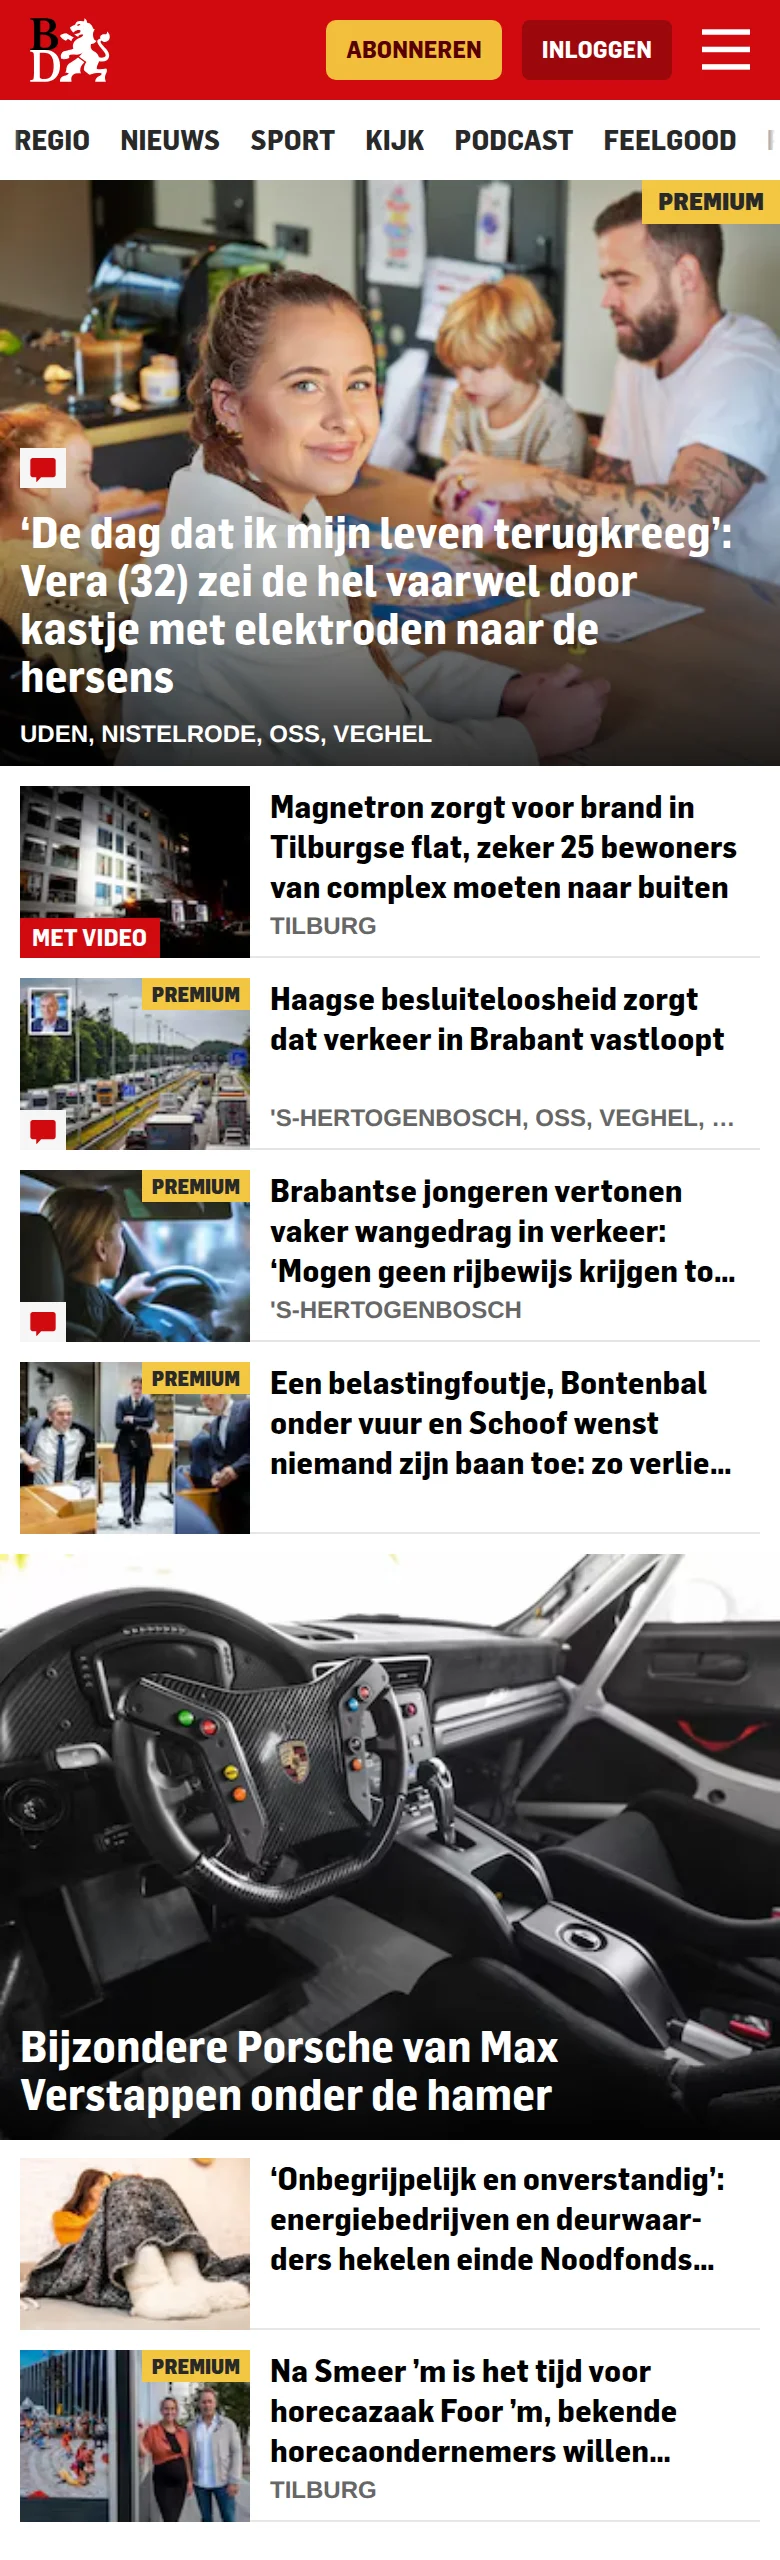 BD
ABONNEREN
INLOGGEN
REGIO NIEUWS SPORT KIJK PODCAST FEELGOOD
PREMIUM
‘De dag dat ik mijn leven terugkreeg’:
Vera (32) zei de hel vaarwel door
kastje met elektroden naar de
hersens
UDEN, NISTELRODE, OSS, VEGHEL
Magnetron zorgt voor brand in
Tilburgse flat, zeker 25 bewoners
van complex moeten naar buiten
MET VIDEO
TILBURG
PREMIUM
Haagse besluiteloosheid zorgt
dat verkeer in Brabant vastloopt
'S-HERTOGENBOSCH, OSS, VEGHEL, …
PREMIUM
Brabantse jongeren vertonen
vaker wangedrag in verkeer:
‘Mogen geen rijbewijs krijgen to…
'S-HERTOGENBOSCH
PREMIUM
Een belastingfoutje, Bontenbal
onder vuur en Schoof wenst
niemand zijn baan toe: zo verlie…
Bijzondere Porsche van Max
Verstappen onder de hamer
‘Onbegrijpelijk en onverstandig’:
energiebedrijven en deurwaar-
ders hekelen einde Noodfonds…
PREMIUM
Na Smeer ’m is het tijd voor
horecazaak Foor ’m, bekende
horecaondernemers willen…
TILBURG